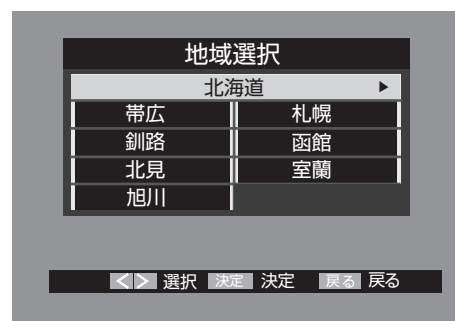 地域選択
北海道 ▶
帯広 札幌
釧路 函館
北見 室蘭
旭川
< > 選択 決定 決定 戻る 戻る